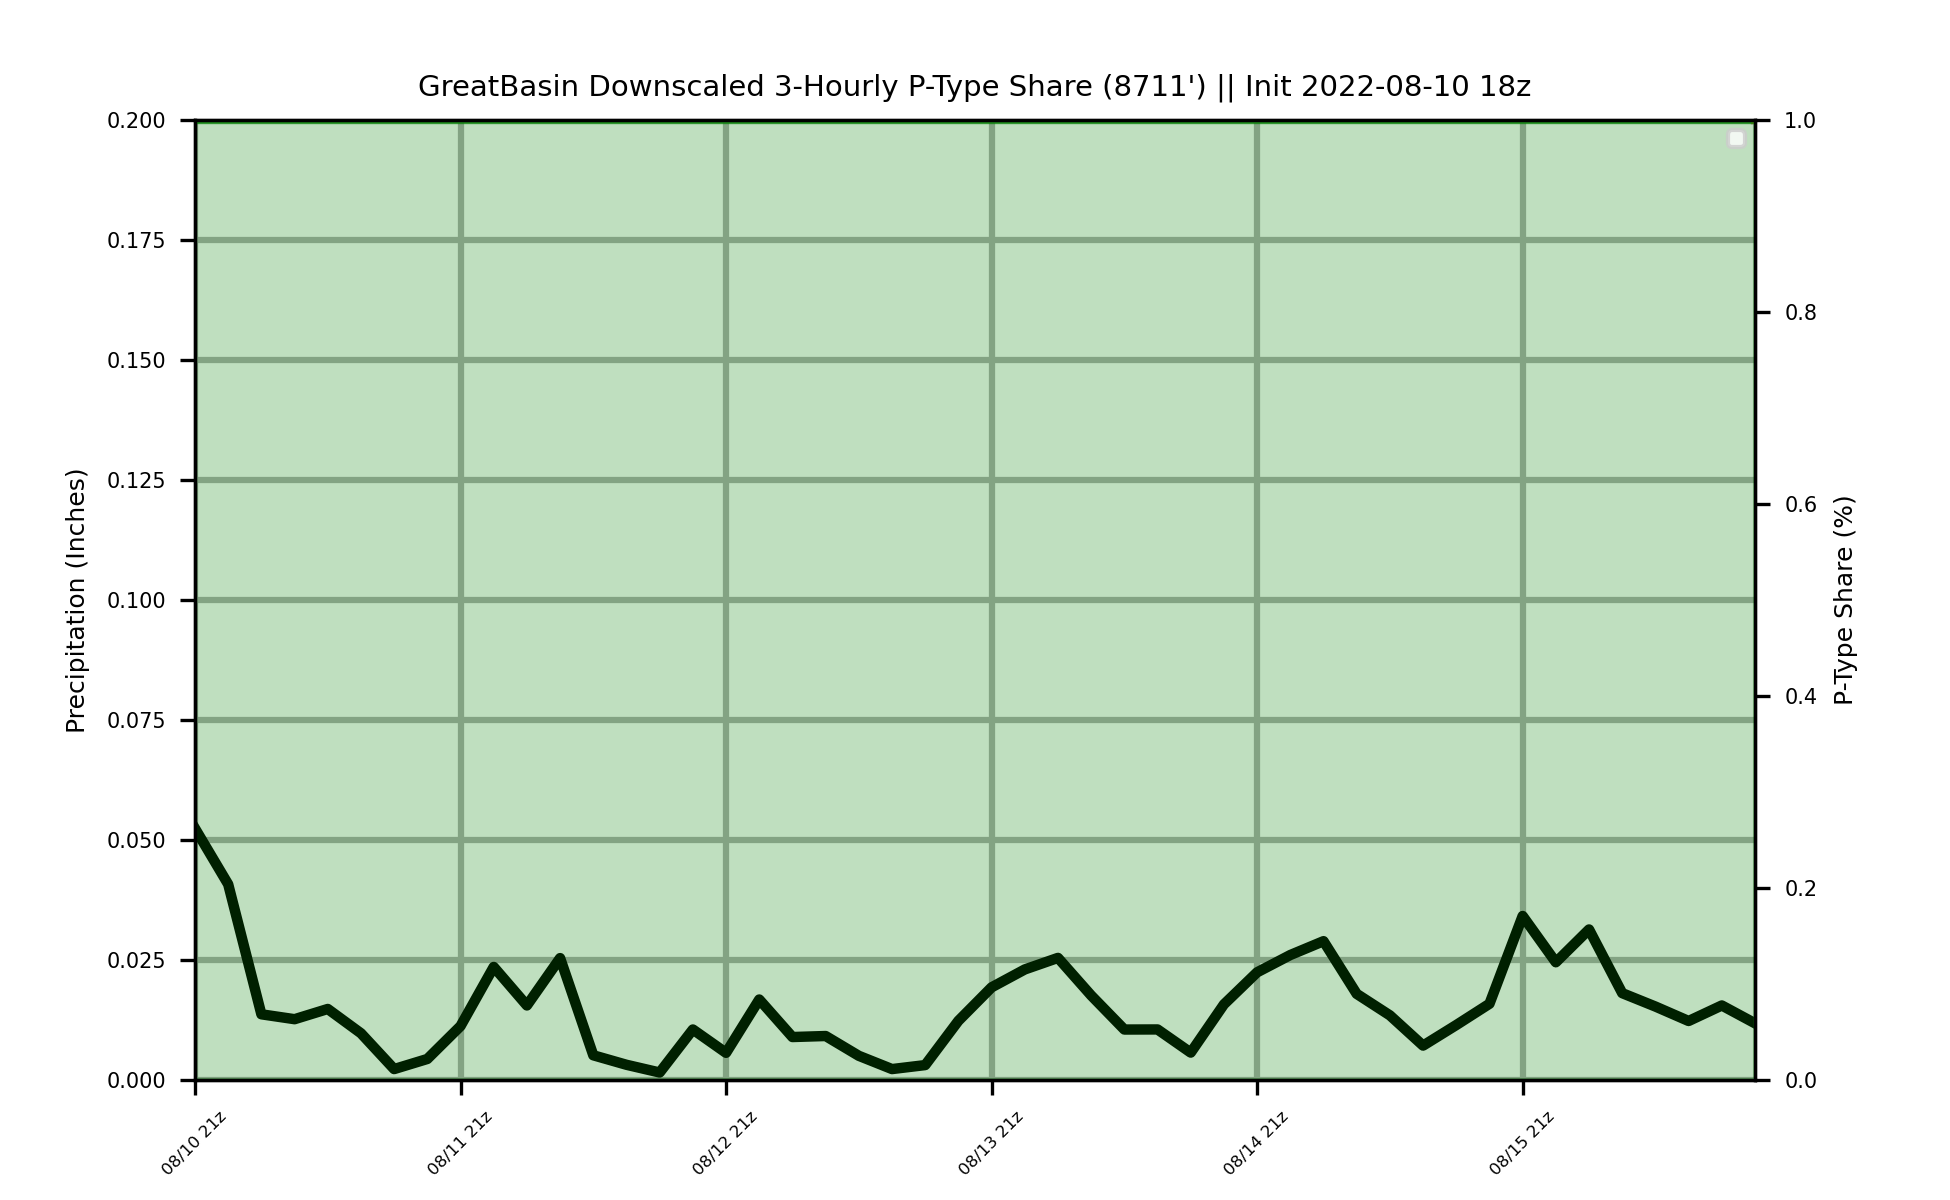 GreatBasin Downscaled 3-Hourly P-Type Share (8711') || Init 2022-08-10 18z
Precipitation (Inches)
0.200
0.175
0.150
0.125
0.100
0.075
0.050
0.025
0.000
1.0
0.8
0.6
0.4
0.2
0.0
P-Type Share (%)
08/10 21z
08/11 21z
08/12 21z
08/13 21z
08/14 21z
08/15 21z